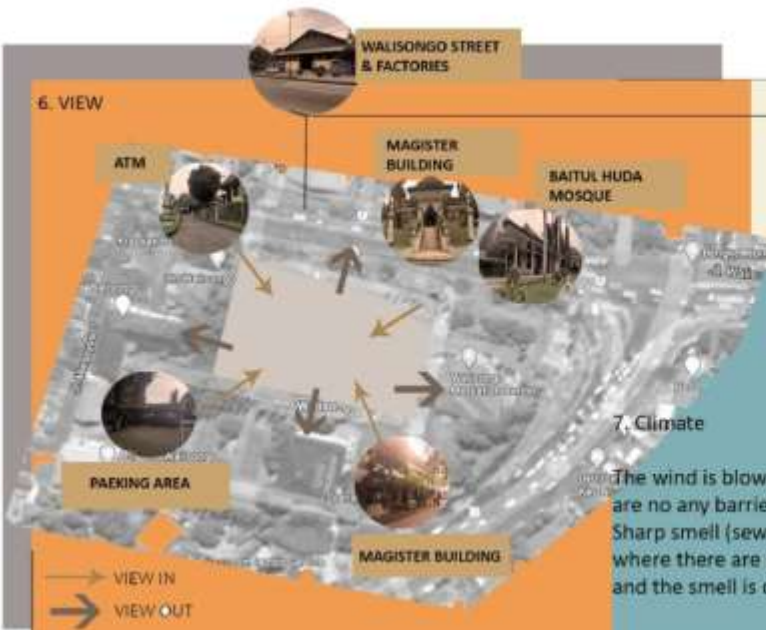 WALISONGO STREET
& FACTORIES
6. VIEW
ATM
MAGISTER
BUILDING
BAITUL HUDA
MOSQUE
PAEKING AREA
MAGISTER BUILDING
VIEW IN
VIEW OUT
7. Climate
The wind is blow
are no any barrie
Sharp smell (sew
where there are
and the smell is